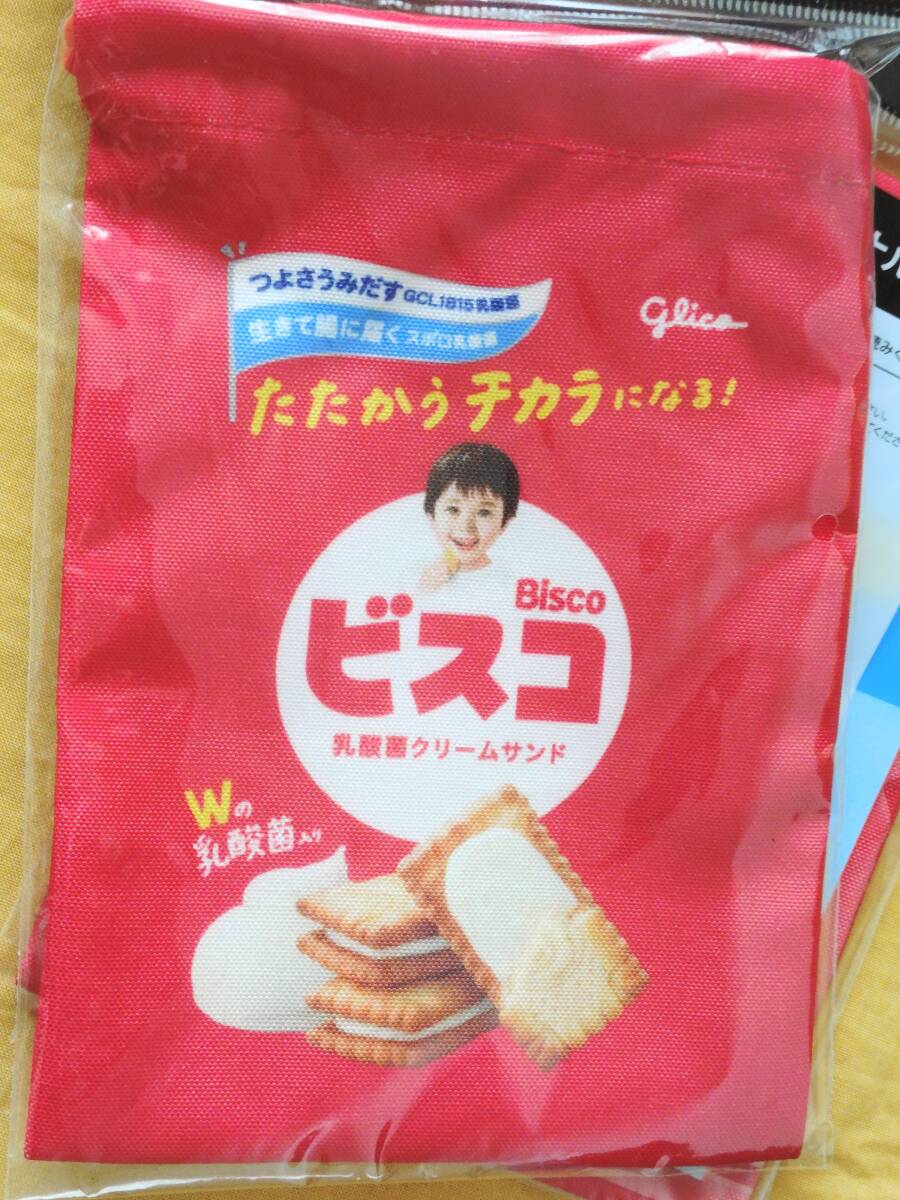 つよさうみだす GCL1815乳酸菌
生きて腸に届く スポロ乳酸菌
glico
たたかうチカラになる!
Bisco
ビスコ
乳酸菌クリームサンド
Wの
乳酸菌入り